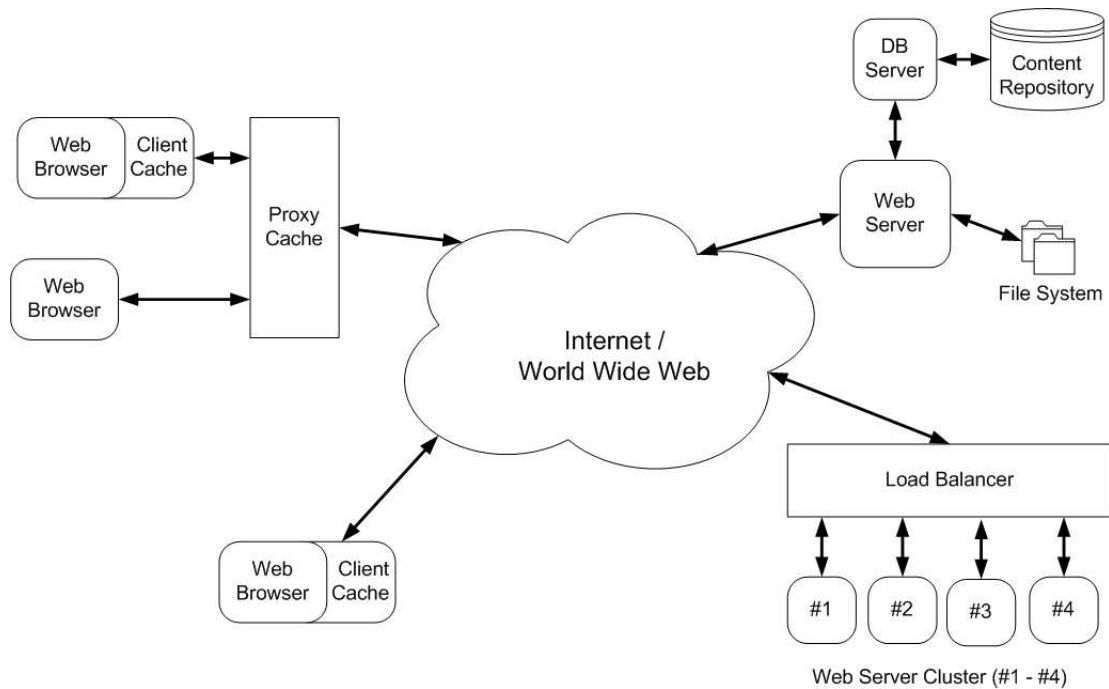 DB
Server
Content
Repository
Web
Browser
Client
Cache
Proxy
Cache
Web
Server
Web
Browser
File System
Internet /
World Wide Web
Load Balancer
Web
Browser
Client
Cache
#1
#2
#3
#4
Web Server Cluster (#1 - #4)